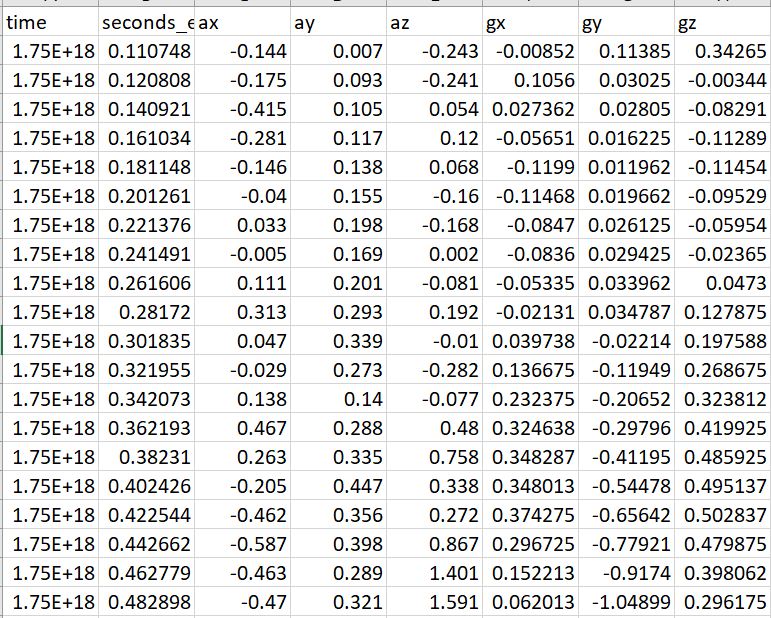 time seconds_e ax ay az gx gy gz
1.75E+18 0.110748 -0.144 0.007 -0.243 -0.00852 0.11385 0.34265
1.75E+18 0.120808 -0.175 0.093 -0.241 0.1056 0.03025 -0.00344
1.75E+18 0.140921 -0.415 0.105 0.054 0.027362 0.02805 -0.08291
1.75E+18 0.161034 -0.281 0.117 0.12 -0.05651 0.016225 -0.11289
1.75E+18 0.181148 -0.146 0.138 0.068 -0.1199 0.011962 -0.11454
1.75E+18 0.201261 -0.04 0.155 -0.16 -0.11468 0.019662 -0.09529
1.75E+18 0.221376 0.033 0.198 -0.168 -0.0847 0.026125 -0.05954
1.75E+18 0.241491 -0.005 0.169 0.002 -0.0836 0.029425 -0.02365
1.75E+18 0.261606 0.111 0.201 -0.081 -0.05335 0.033962 0.0473
1.75E+18 0.28172 0.313 0.293 0.192 -0.02131 0.034787 0.127875
1.75E+18 0.301835 0.047 0.339 -0.01 0.039738 -0.02214 0.197588
1.75E+18 0.321955 -0.029 0.273 -0.282 0.136675 -0.11949 0.268675
1.75E+18 0.342073 0.138 0.14 -0.077 0.232375 -0.20652 0.323812
1.75E+18 0.362193 0.467 0.288 0.48 0.324638 -0.29796 0.419925
1.75E+18 0.38231 0.263 0.335 0.758 0.348287 -0.41195 0.485925
1.75E+18 0.402426 -0.205 0.447 0.338 0.348013 -0.54478 0.495137
1.75E+18 0.422544 -0.462 0.356 0.272 0.374275 -0.65642 0.502837
1.75E+18 0.442662 -0.587 0.398 0.867 0.296725 -0.77921 0.479875
1.75E+18 0.462779 -0.463 0.289 1.401 0.152213 -0.9174 0.398062
1.75E+18 0.482898 -0.47 0.321 1.591 0.062013 -1.04899 0.296175